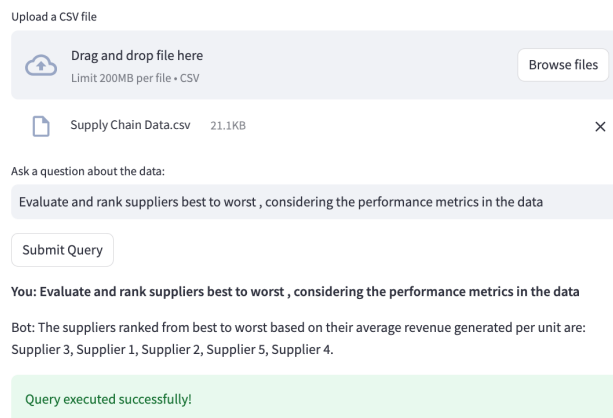 Upload a CSV file
Drag and drop file here
Limit 200MB per file • CSV
Browse files
Supply Chain Data.csv 21.1KB
Ask a question about the data:
Evaluate and rank suppliers best to worst , considering the performance metrics in the data
Submit Query
You: Evaluate and rank suppliers best to worst , considering the performance metrics in the data
Bot: The suppliers ranked from best to worst based on their average revenue generated per unit are:
Supplier 3, Supplier 1, Supplier 2, Supplier 5, Supplier 4.
Query executed successfully!